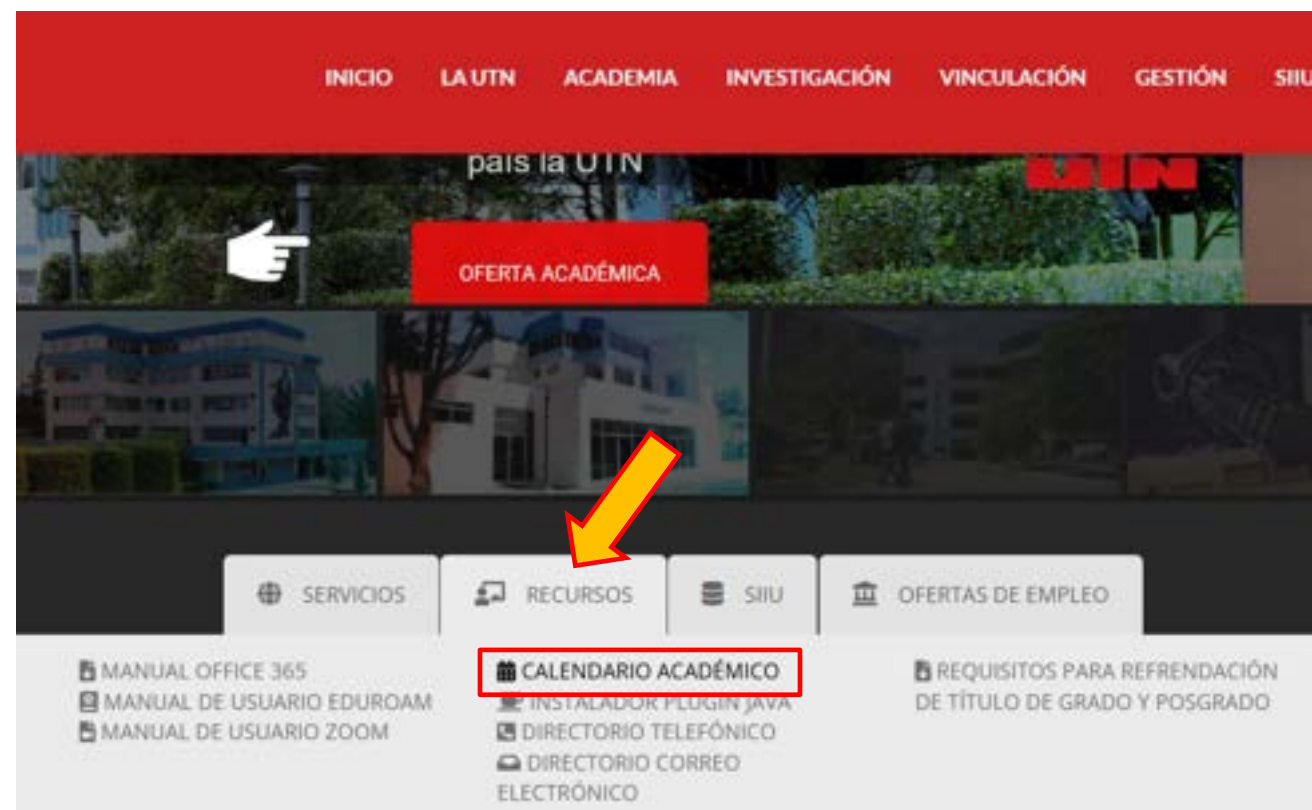 INICIO LA UTN ACADEMIA INVESTIGACIÓN VINCULACIÓN GESTIÓN SIIU
país la UTN
UTN
OFERTA ACADÉMICA
SERVICIOS RECURSOS SIIU OFERTAS DE EMPLEO
MANUAL OFFICE 365
MANUAL DE USUARIO EDUROAM
MANUAL DE USUARIO ZOOM
CALENDARIO ACADÉMICO
INSTALADOR PLUGIN JAVA
DIRECTORIO TELEFÓNICO
DIRECTORIO CORREO
ELECTRÓNICO
REQUISITOS PARA REFRENDACIÓN
DE TÍTULO DE GRADO Y POSGRADO